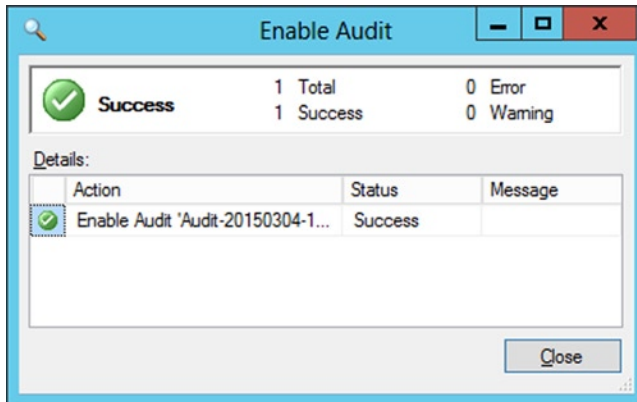 Enable Audit
Success
1 Total
0 Error
1 Success
0 Warning
Details:
Action Status Message
Enable Audit 'Audit-20150304-1... Success
Close